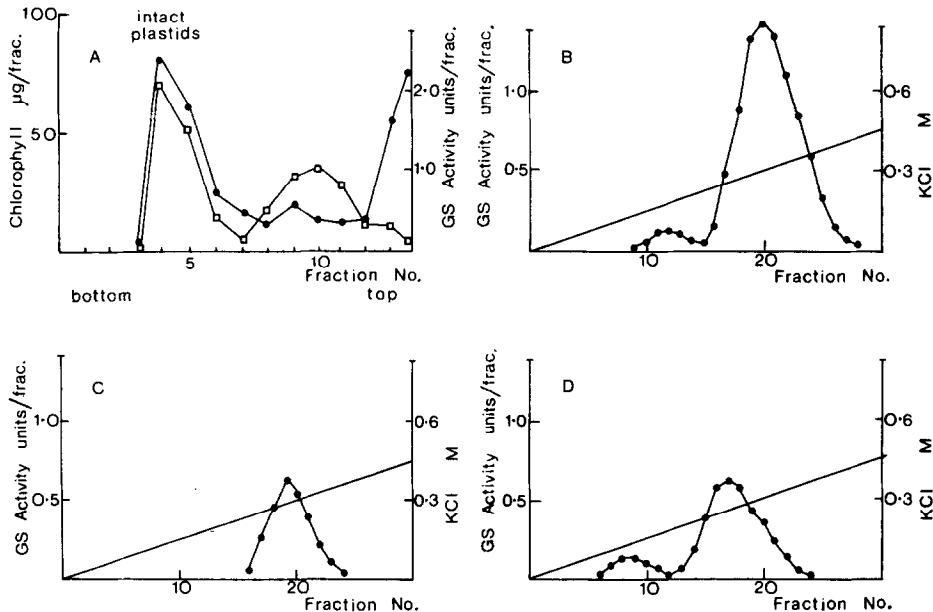 A
intact
plastids
100
50
Chlorophyll µg/frac.
2·0
1·0
GS Activity units/frac.
5
10
Fraction No.
bottom
top
B
1·0
0·5
GS Activity units/frac.
0·6
0·3
KCl M
10
20
Fraction No.
C
1·0
0·5
GS Activity units/frac.
0·6
0·3
KCl M
10
20
Fraction No.
D
1·0
0·5
GS Activity units/frac.
0·6
0·3
KCl M
10
20
Fraction No.